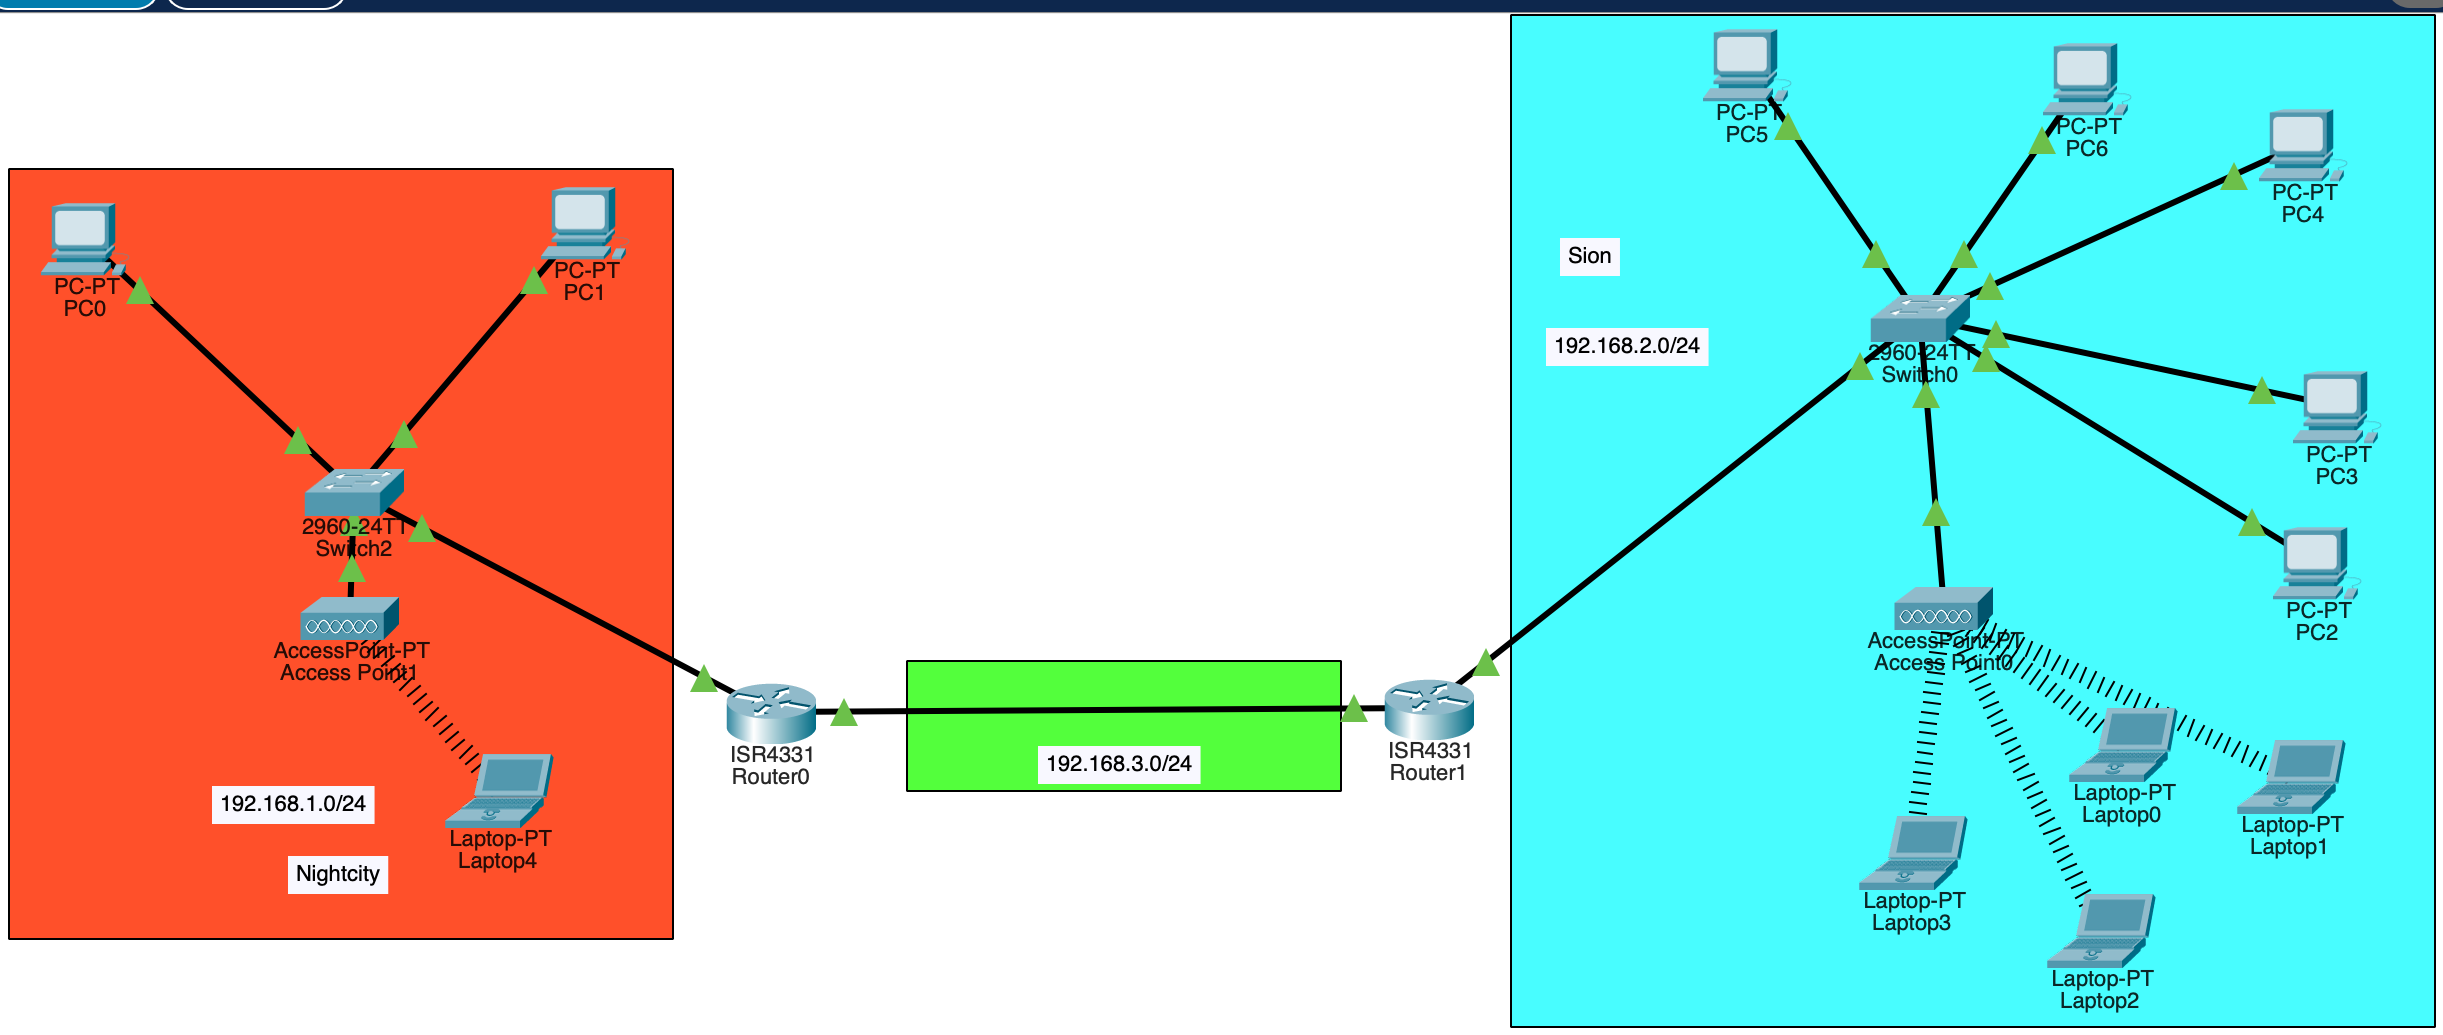 PC-PT
PC0
PC-PT
PC1
2960-24TT
Switch2
AccessPoint-PT
Access Point1
192.168.1.0/24
Laptop-PT
Laptop4
Nightcity
ISR4331
Router0
192.168.3.0/24
ISR4331
Router1
PC-PT
PC5
PC-PT
PC6
PC-PT
PC4
Sion
192.168.2.0/24
2960-24TT
Switch0
PC-PT
PC3
PC-PT
PC2
AccessPoint-PT
Access Point0
Laptop-PT
Laptop0
Laptop-PT
Laptop1
Laptop-PT
Laptop3
Laptop-PT
Laptop2